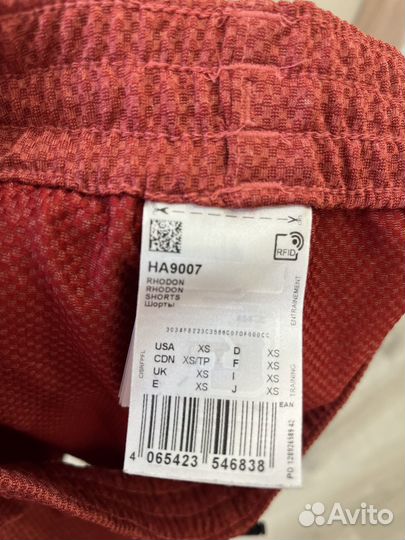 RFID
HA9007
RHODON
RHODON
SHORTS
Шорты
USA XS D XS
CDN XS/TP F XS
UK XS I XS
E XS J XS
EAN
4 065423 546838
ENTRAINEMENT
TRAINING
Avito